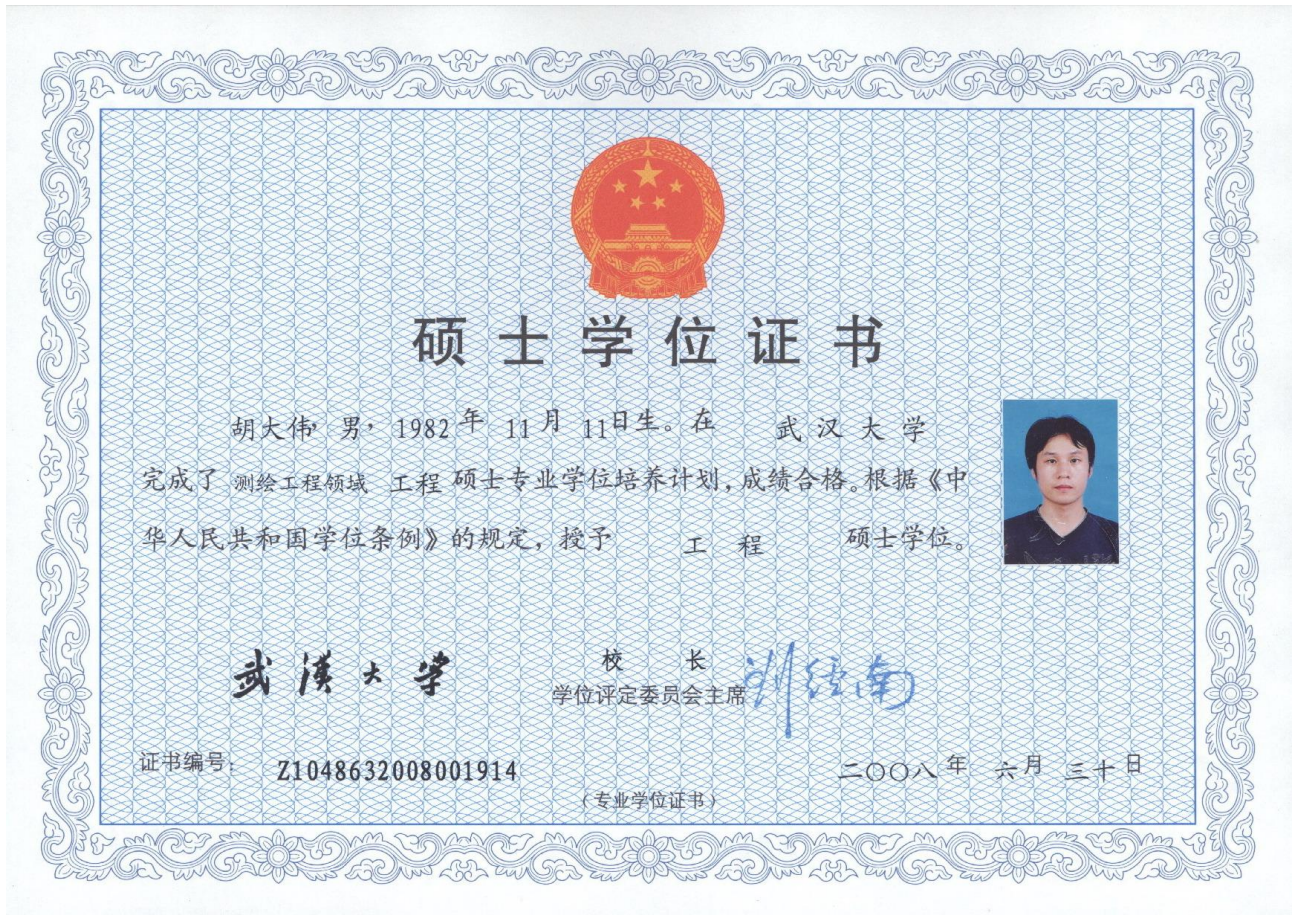 硕士学位证书
胡大伟，男，1982年 11月 11日生。在 武汉大学
完成了 测绘工程领域 工程 硕士专业学位培养计划，成绩合格。根据《中
华人民共和国学位条例》的规定，授予 工程 硕士学位。
武漢大学
校 长
学位评定委员会主席
刘经南
证书编号：Z1048632008001914
二〇〇八年 六月 三十日
（专业学位证书）